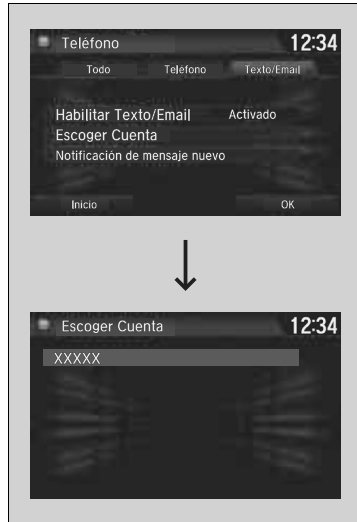 Teléfono 12:34
Todo Teléfono Texto/Email
Habilitar Texto/Email Activado
Escoger Cuenta
Notificación de mensaje nuevo
Inicio OK
Escoger Cuenta 12:34
XXXXX